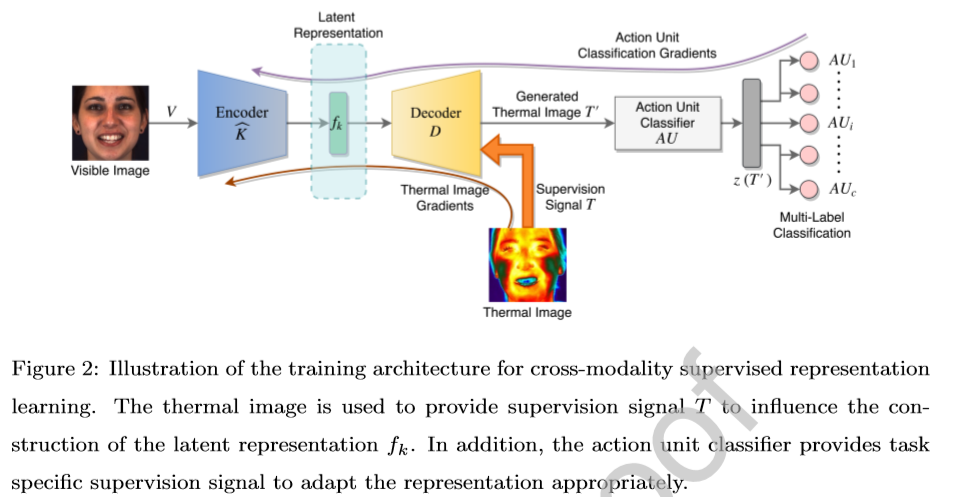 Latent
Representation
Action Unit
Classification Gradients
AU₁
V
Encoder
K̂
fₖ
Decoder
D
Generated
Thermal Image T′
Action Unit
Classifier
AU
AUᵢ
Visible Image
z (T′)
AU_c
Thermal Image
Gradients
Supervision
Signal T
Multi-Label
Classification
Thermal Image
Figure 2: Illustration of the training architecture for cross-modality supervised representation
learning. The thermal image is used to provide supervision signal T to influence the con-
struction of the latent representation fₖ. In addition, the action unit classifier provides task
specific supervision signal to adapt the representation appropriately.